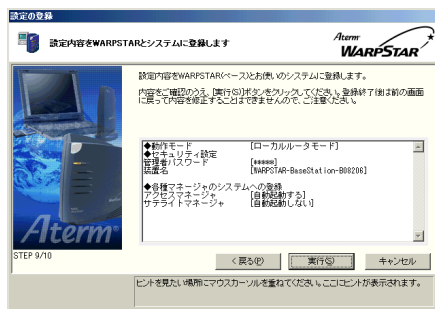 設定の登録
設定内容をWARPSTARとシステムに登録します
Aterm
WARPSTAR
設定内容をWARPSTAR(ベース)とお使いのシステムに登録します。
内容をご確認のうえ、[実行(S)]ボタンをクリックしてください。登録終了後は前の画面
に戻って内容を修正することはできませんので、ご注意ください。
◆動作モード [ローカルルータモード]
◆セキュリティ設定
管理者パスワード [*****]
装置名 [WARPSTAR-BaseStation-B08206]
◆各種マネージャのシステムへの登録
アクセスマネージャ [自動起動する]
サテライトマネージャ [自動起動しない]
Aterm
STEP 9/10
< 戻る(P)
実行(S)
キャンセル
ヒントを見たい場所にマウスカーソルを重ねてください。ここにヒントが表示されます。